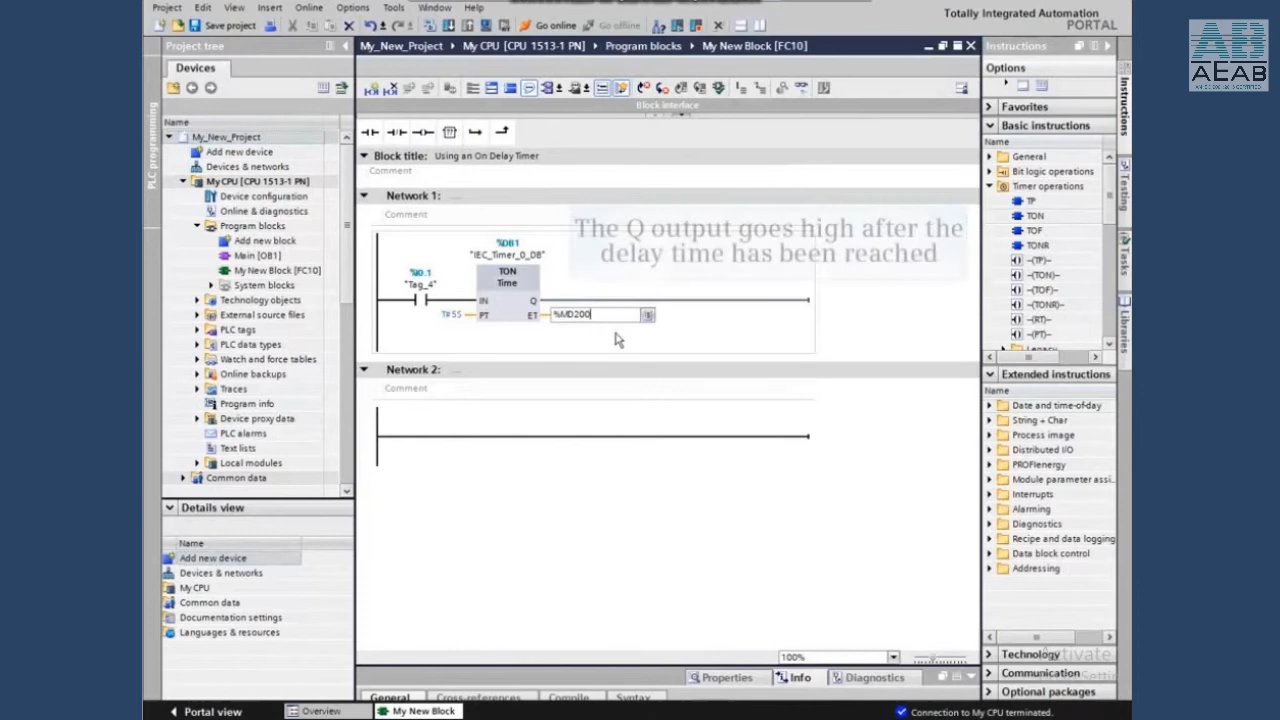 Project Edit View Insert Online Options Tools Window Help
Totally Integrated Automation
PORTAL
Save project
Go online
Go offline
AEAB
Project tree
My_New_Project
My CPU [CPU 1513-1 PN]
Program blocks
My New Block [FC10]
Instructions
Devices
Options
PLC programming
Block interface
Favorites
Basic instructions
Name
Name
My_New_Project
Add new device
Devices & networks
My CPU [CPU 1513-1 PN]
Device configuration
Online & diagnostics
Program blocks
Add new block
Main [OB1]
My New Block [FC10]
System blocks
Technology objects
External source files
PLC tags
PLC data types
Watch and force tables
Online backups
Traces
Program info
Device proxy data
PLC alarms
Text lists
Local modules
Common data
Details view
Name
Add new device
Devices & networks
My CPU
Common data
Documentation settings
Languages & resources
Block title: Using an On Delay Timer
Comment
Network 1:
Comment
The Q output goes high after the
delay time has been reached
%DB1
"IEC_Timer_0_DB"
%I0.1
"Tag_4"
TON
Time
IN Q
T#5S PT ET %MD200
Network 2:
Comment
General
Bit logic operations
Timer operations
TP
TON
TOF
TONR
-(TP)-
-(TON)-
-(TOF)-
-(TONR)-
-(RT)-
-(PT)-
Legacy
Extended instructions
Name
Date and time-of-day
String + Char
Process image
Distributed I/O
PROFIenergy
Module parameter assi..
Interrupts
Alarming
Diagnostics
Recipe and data logging
Data block control
Addressing
Technology
Communication
Optional packages
Instructions
Testing
Tasks
Libraries
100%
Properties
Info
Diagnostics
General
Cross-references
Compile
Syntax
Portal view
Overview
My New Block
Connection to My CPU terminated.